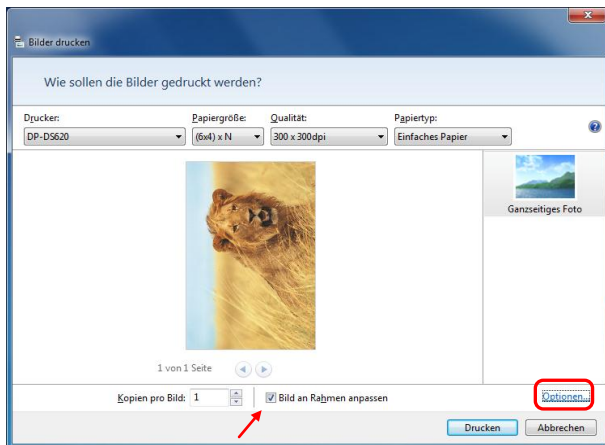 Bilder drucken
Wie sollen die Bilder gedruckt werden?
Drucker: Papiergröße: Qualität: Papiertyp:
DP-DS620 (6x4) x N 300 x 300dpi Einfaches Papier
Ganzseitiges Foto
1 von 1 Seite
Kopien pro Bild: 1 Bild an Rahmen anpassen Optionen...
Drucken Abbrechen